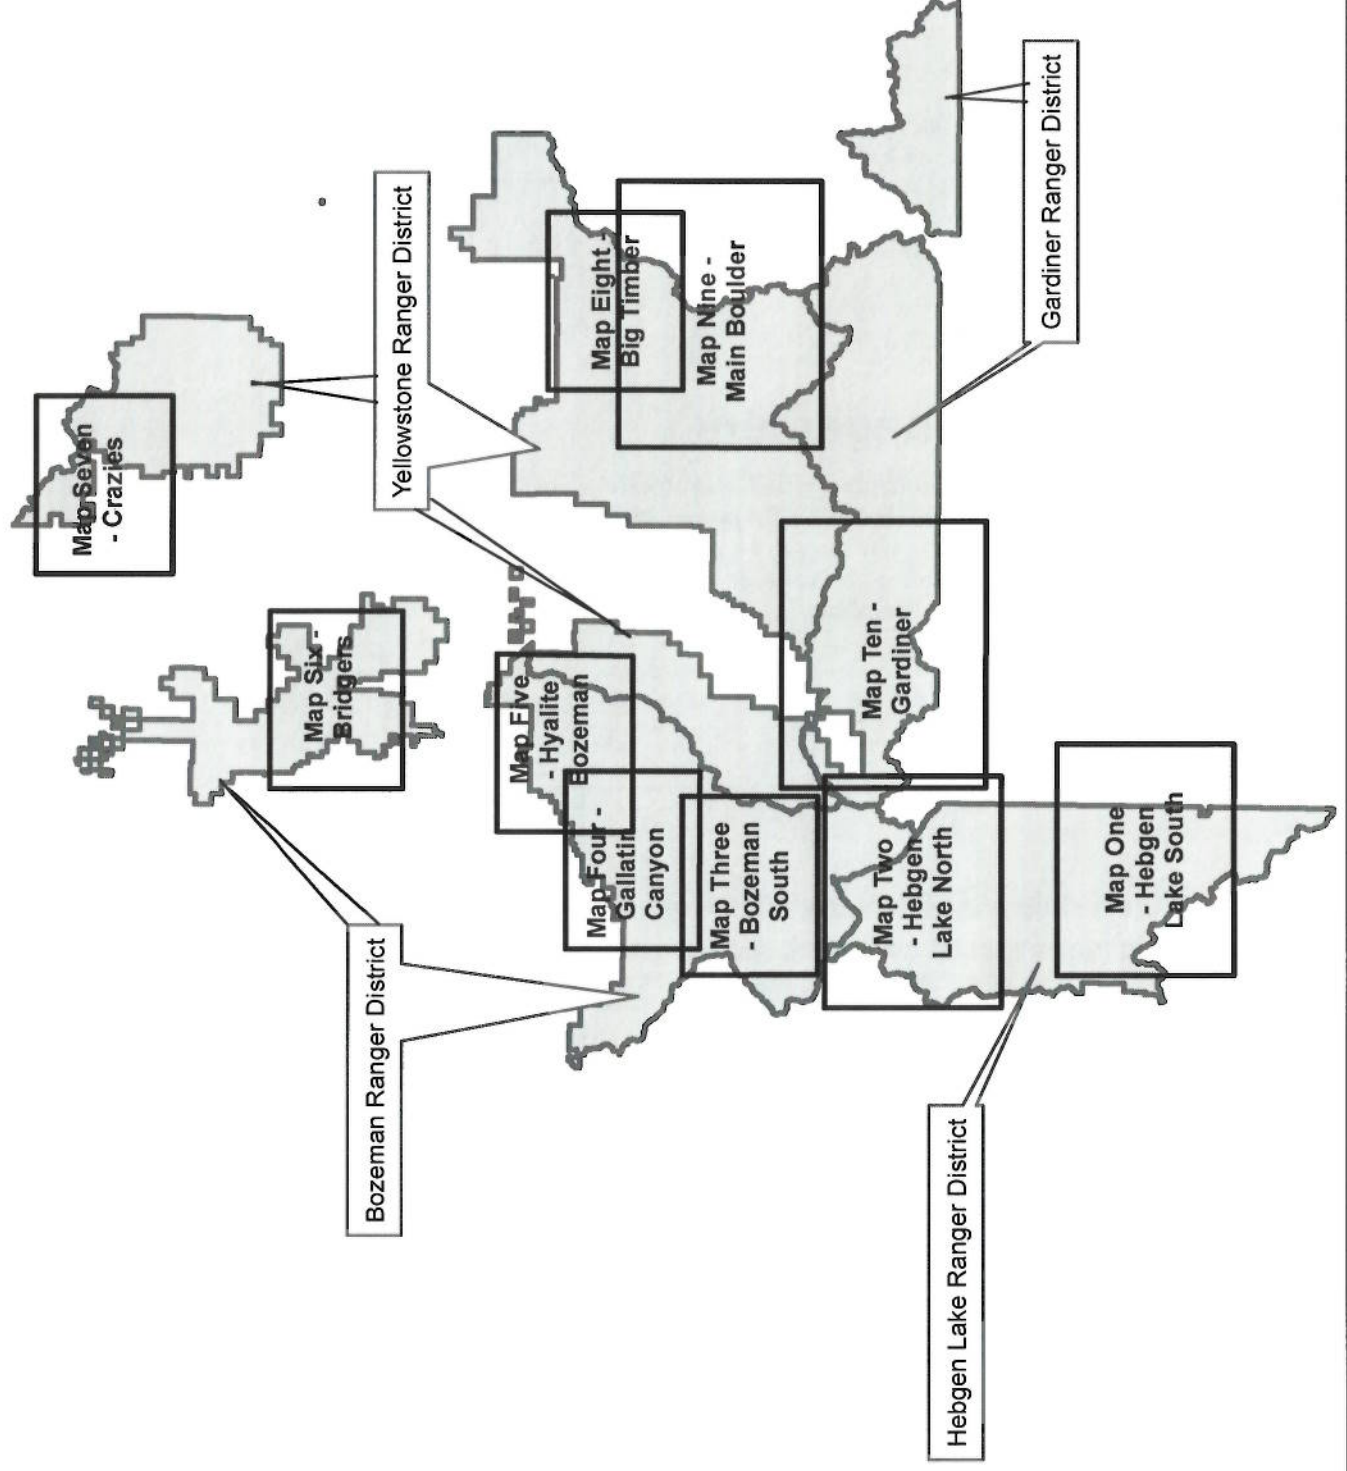 Map Seven
- Crazies
Map Six -
Bridgers
Bozeman Ranger District
Yellowstone Ranger District
Map Five
- Hyalite
Bozeman
Map Four -
Gallatin
Canyon
Map Three
- Bozeman
South
Map Eight -
Big Timber
Map Nine -
Main Boulder
Map Two
- Hebgen
Lake North
Map Ten -
Gardiner
Gardiner Ranger District
Map One
- Hebgen
Lake South
Hebgen Lake Ranger District